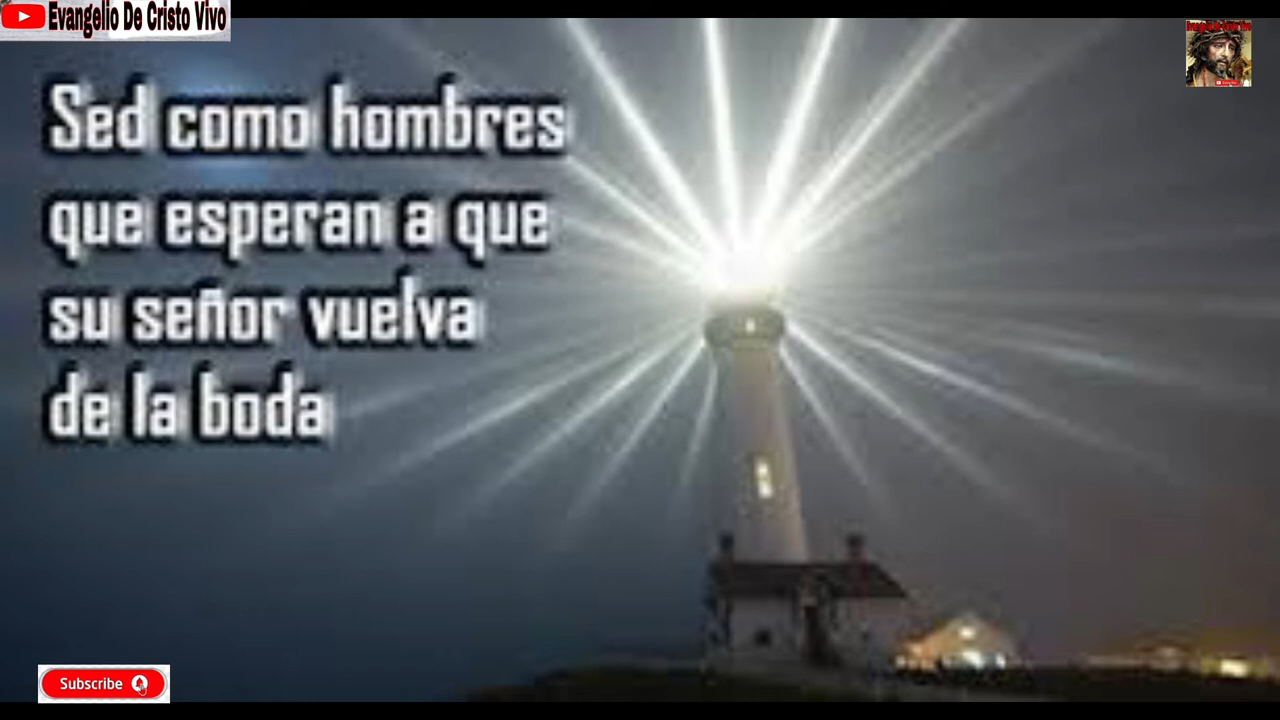 Evangelio De Cristo Vivo
Sed como hombres
que esperan a que
su señor vuelva
de la boda
Subscribe